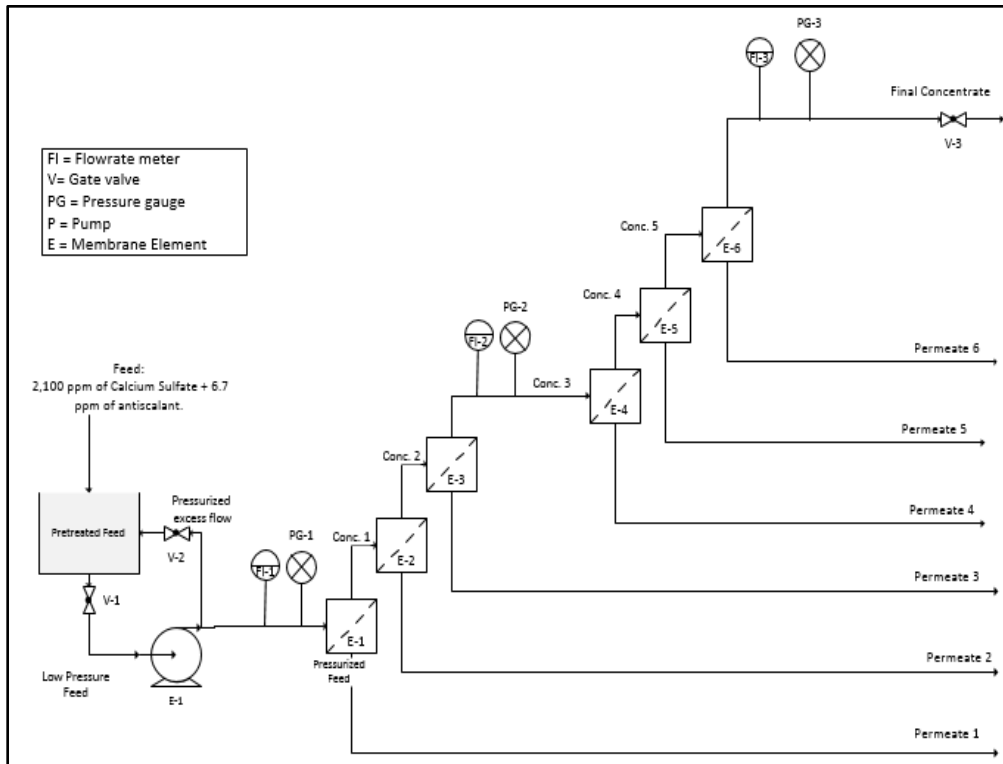 PG-3
FI-3
Final Concentrate
V-3
FI = Flowrate meter
V= Gate valve
PG = Pressure gauge
P = Pump
E = Membrane Element
Conc. 5
E-6
Conc. 4
PG-2
E-5
FI-2
Permeate 6
Feed:
2,100 ppm of Calcium Sulfate + 6.7
ppm of antiscalant.
Conc. 3
E-4
Permeate 5
Conc. 2
E-3
Pressurized
excess flow
Permeate 4
Pretreated Feed
PG-1
Conc. 1
V-2
E-2
FI-1
Permeate 3
V-1
E-1
Pressurized
Feed
Permeate 2
Low Pressure
Feed
E-1
Permeate 1